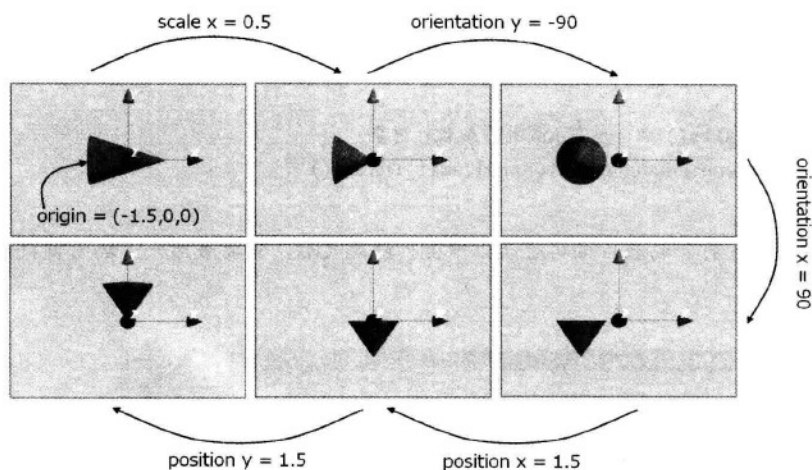 scale x = 0.5
orientation y = -90
origin = (-1.5,0,0)
orientation x = 90
position y = 1.5
position x = 1.5